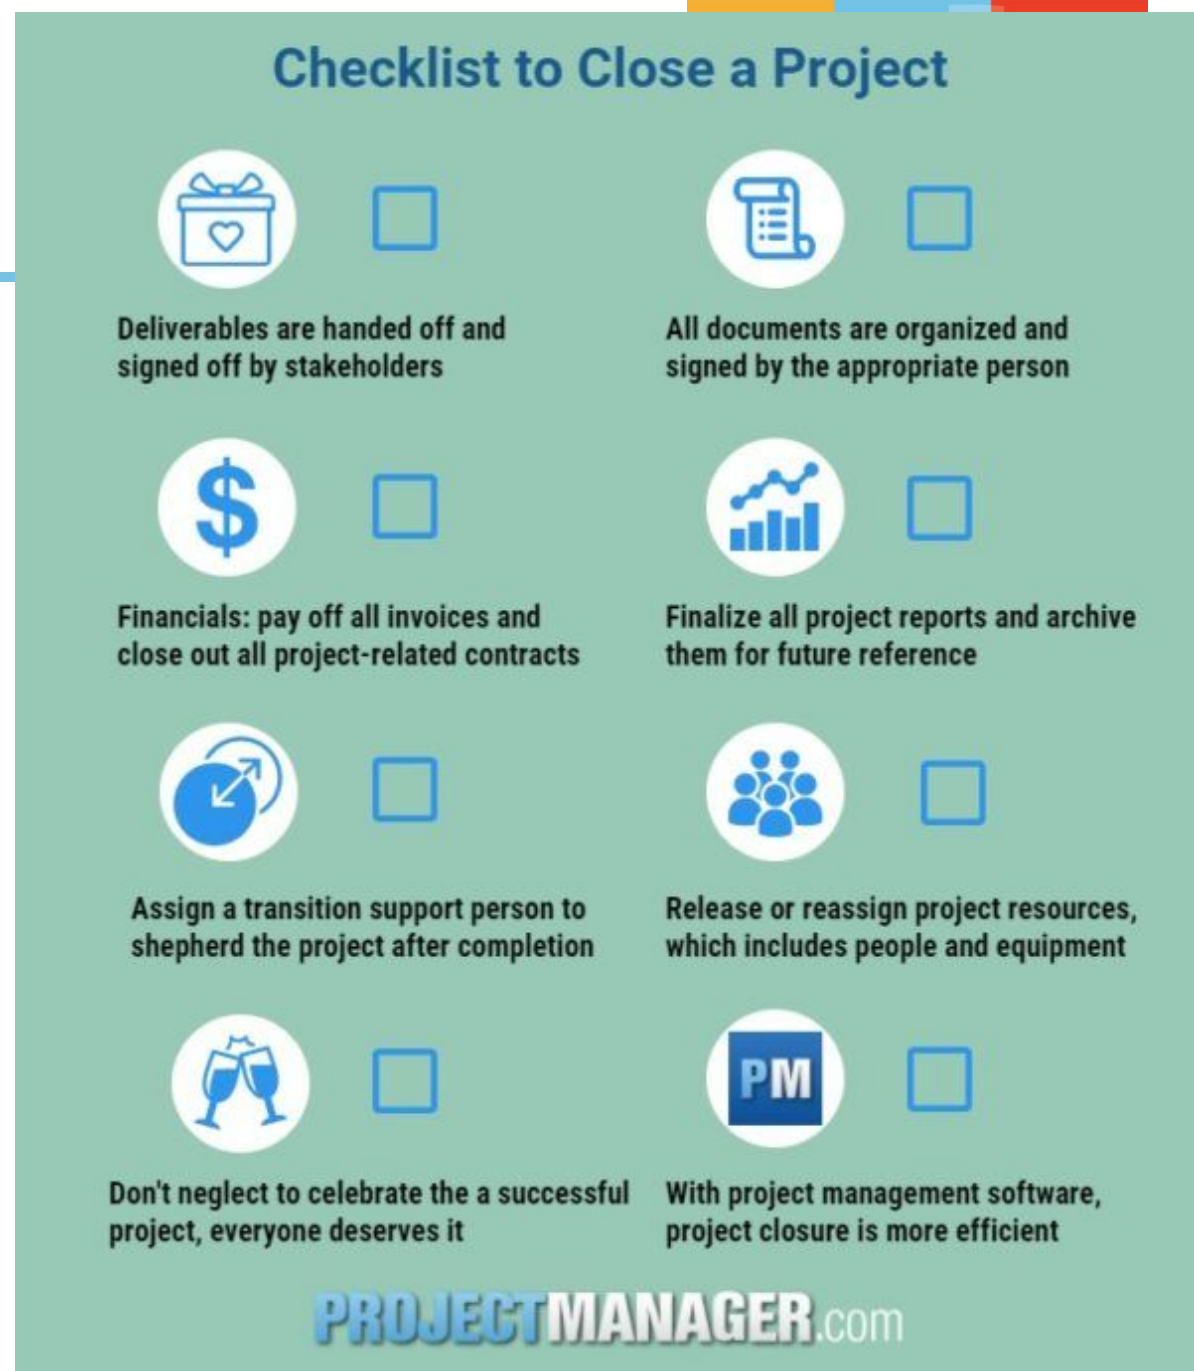 Checklist to Close a Project
Deliverables are handed off and
signed off by stakeholders
All documents are organized and
signed by the appropriate person
$
Financials: pay off all invoices and
close out all project-related contracts
Finalize all project reports and archive
them for future reference
Assign a transition support person to
shepherd the project after completion
Release or reassign project resources,
which includes people and equipment
Don't neglect to celebrate the a successful
project, everyone deserves it
PM
With project management software,
project closure is more efficient
PROJECTMANAGER.com